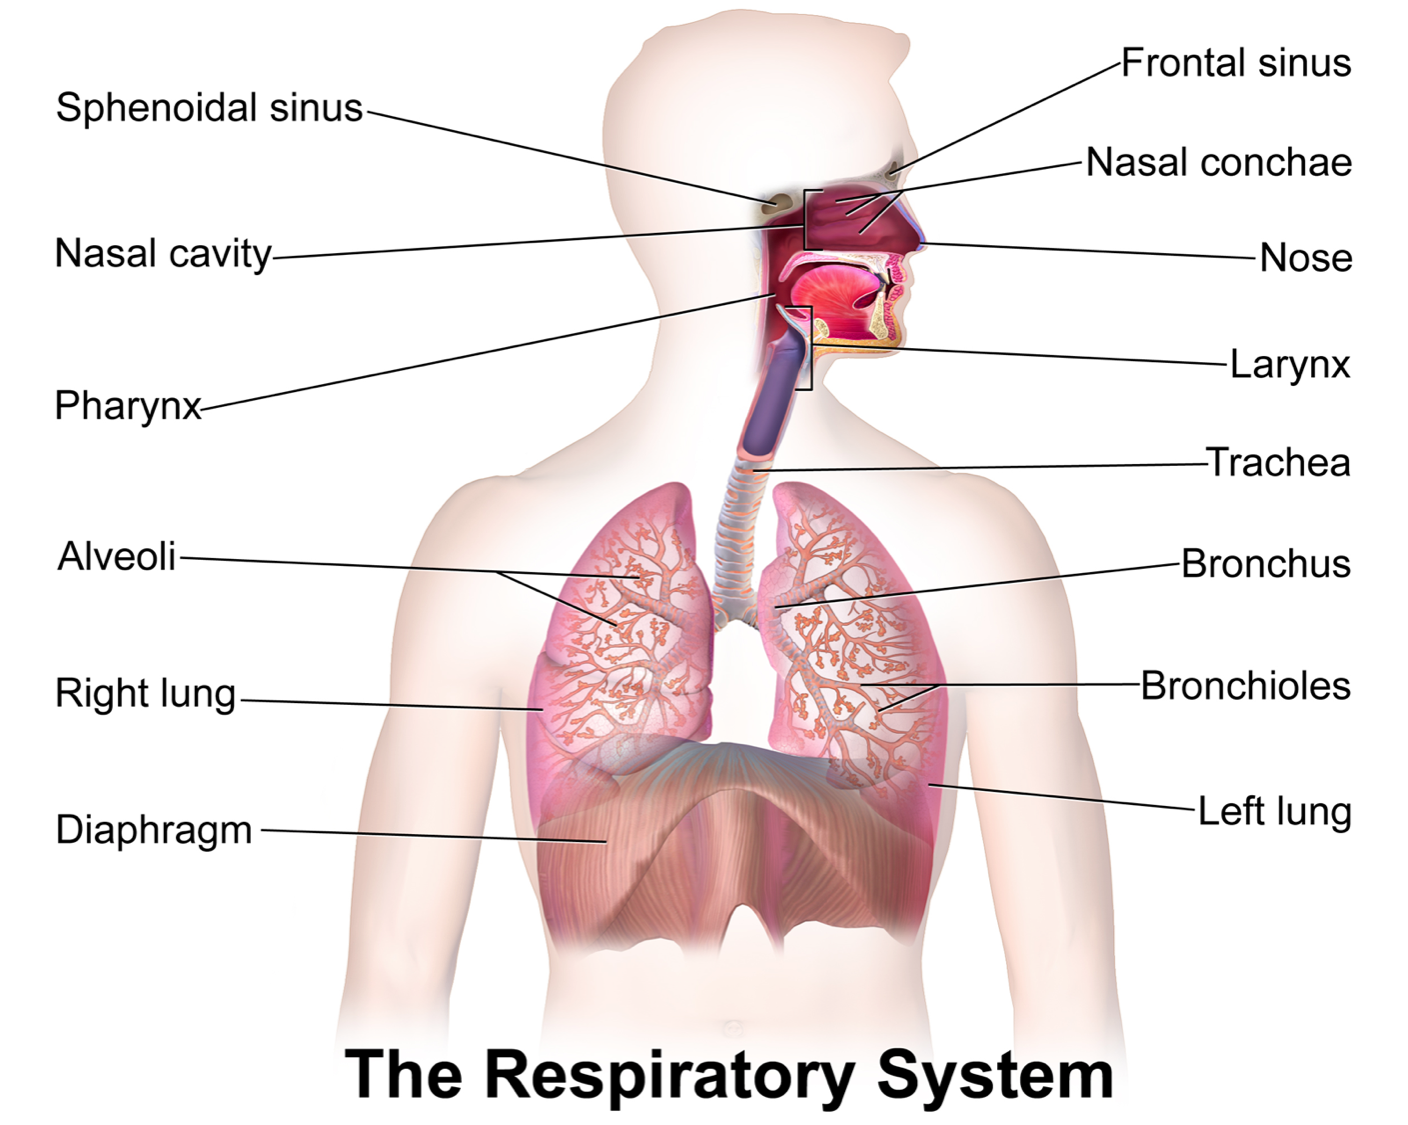 Frontal sinus
Sphenoidal sinus
Nasal conchae
Nasal cavity
Nose
Larynx
Pharynx
Trachea
Alveoli
Bronchus
Right lung
Bronchioles
Left lung
Diaphragm
The Respiratory System